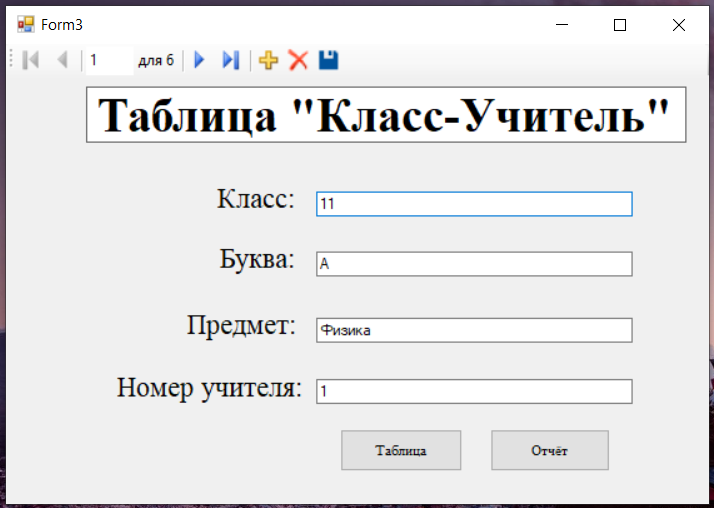 Form3
1 для 6
Таблица "Класс-Учитель"
Класс: 11
Буква: А
Предмет: Физика
Номер учителя: 1
Таблица Отчёт